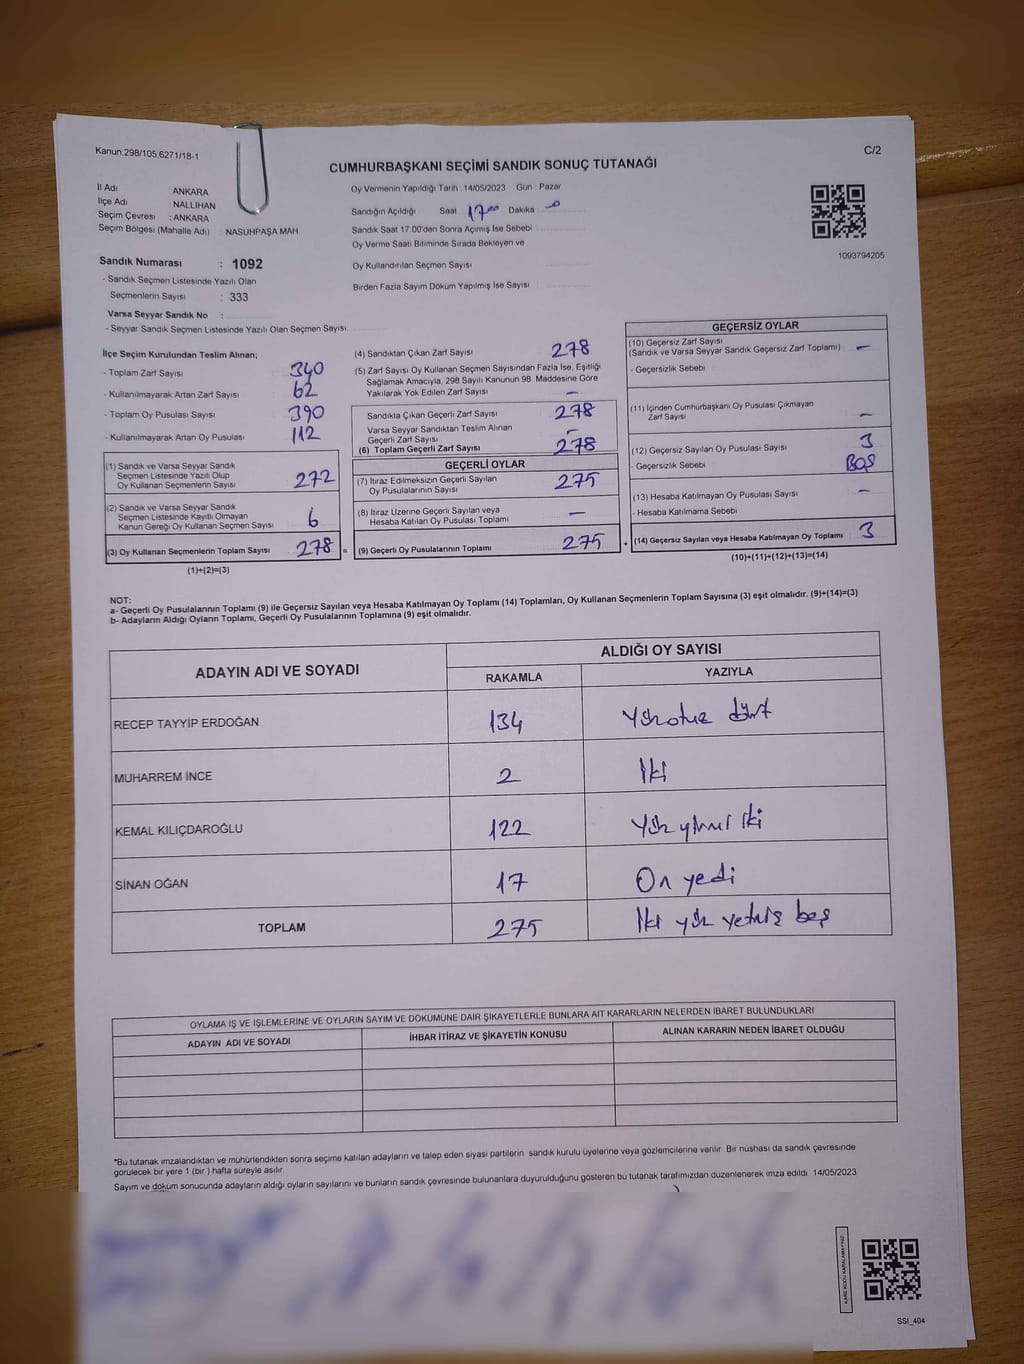 Kanun 298/105,6271/18-1
C/2
CUMHURBAŞKANI SEÇİMİ SANDIK SONUÇ TUTANAĞI
İl Adı ANKARA
İlçe Adı NALLIHAN
Seçim Çevresi : ANKARA
Seçim Bölgesi (Mahalle Adı) NASUHPAŞA MAH
Oy Vermenin Yapıldığı Tarih : 14/05/2023 Gün : Pazar
Sandığın Açıldığı Saat 17 00 Dakika
Sandık Saat 17:00'den Sonra Açımış İse Sebebi
Oy Verme Saati Bitiminde Sırada Bekleyen ve
Oy Kullandırılan Seçmen Sayısı
Birden Fazla Sayım Döküm Yapılmış İse Sayısı
1093794205
Sandık Numarası : 1092
- Sandık Seçmen Listesinde Yazılı Olan
Seçmenlerin Sayısı : 333
Varsa Seyyar Sandık No :
- Seyyar Sandık Seçmen Listesinde Yazılı Olan Seçmen Sayısı:
İlçe Seçim Kurulundan Teslim Alınan;
- Toplam Zarf Sayısı 340
- Kullanılmayarak Artan Zarf Sayısı 62
- Toplam Oy Pusulası Sayısı 390
- Kullanılmayarak Artan Oy Pusulası 112
(1) Sandık ve Varsa Seyyar Sandık
Seçmen Listesinde Yazılı Olup
Oy Kullanan Seçmenlerin Sayısı 272
(2) Sandık ve Varsa Seyyar Sandık
Seçmen Listesinde Kayıtlı Olmayan
Kanun Gereği Oy Kullanan Seçmen Sayısı 6
(3) Oy Kullanan Seçmenlerin Toplam Sayısı 278 =
(1)+(2)=(3)
(4) Sandıktan Çıkan Zarf Sayısı 278
(5) Zarf Sayısı Oy Kullanan Seçmen Sayısından Fazla İse, Eşitliği
Sağlamak Amacıyla, 298 Sayılı Kanunun 98. Maddesine Göre
Yakılarak Yok Edilen Zarf Sayısı —
Sandıkta Çıkan Geçerli Zarf Sayısı 278
Varsa Seyyar Sandıktan Teslim Alınan
Geçerli Zarf Sayısı —
(6) Toplam Geçerli Zarf Sayısı 278
GEÇERLİ OYLAR
(7) İtiraz Edilmeksizin Geçerli Sayılan
Oy Pusulalarının Sayısı 275
(8) İtiraz Üzerine Geçerli Sayılan veya
Hesaba Katılan Oy Pusulası Toplamı —
(9) Geçerli Oy Pusulalarının Toplamı 275 +
GEÇERSİZ OYLAR
(10) Geçersiz Zarf Sayısı
(Sandık ve Varsa Seyyar Sandık Geçersiz Zarf Toplamı) —
- Geçersizlik Sebebi
(11) İçinden Cumhurbaşkanı Oy Pusulası Çıkmayan
Zarf Sayısı —
(12) Geçersiz Sayılan Oy Pusulası Sayısı 3
- Geçersizlik Sebebi BOŞ
(13) Hesaba Katılmayan Oy Pusulası Sayısı —
- Hesaba Katılmama Sebebi
(14) Geçersiz Sayılan veya Hesaba Katılmayan Oy Toplamı 3
(10)+(11)+(12)+(13)=(14)
NOT:
a- Geçerli Oy Pusulalarının Toplamı (9) ile Geçersiz Sayılan veya Hesaba Katılmayan Oy Toplamı (14) Toplamları, Oy Kullanan Seçmenlerin Toplam Sayısına (3) eşit olmalıdır. (9)+(14)=(3)
b- Adayların Aldığı Oyların Toplamı, Geçerli Oy Pusulalarının Toplamına (9) eşit olmalıdır.
ADAYIN ADI VE SOYADI
ALDIĞI OY SAYISI
RAKAMLA YAZIYLA
RECEP TAYYİP ERDOĞAN 134 Yüzotuz dört
MUHARREM İNCE 2 İki
KEMAL KILIÇDAROĞLU 122 Yüz yirmi iki
SİNAN OĞAN 17 On yedi
TOPLAM 275 İki yüz yetmiş beş
OYLAMA İŞ VE İŞLEMLERİNE VE OYLARIN SAYIM VE DÖKÜMÜNE DAİR ŞİKAYETLERLE BUNLARA AİT KARARLARIN NELERDEN İBARET BULUNDUKLARI
ADAYIN ADI VE SOYADI İHBAR İTİRAZ VE ŞİKAYETİN KONUSU ALINAN KARARIN NEDEN İBARET OLDUĞU
*Bu tutanak imzalandıktan ve mühürlendikten sonra seçime katılan adayların ve talep eden siyasi partilerin sandık kurulu üyelerine veya gözlemcilerine verilir. Bir nüshası da sandık çevresinde
görülecek bir yere 1 (bir ) hafta süreyle asılır.
Sayım ve döküm sonucunda adayların aldığı oyların sayılarını ve bunların sandık çevresinde bulunanlara duyurulduğunu gösteren bu tutanak tarafımızdan düzenlenerek imza edildi. 14/05/2023
KARE KODU KARALAMAYINIZ
SSI_404